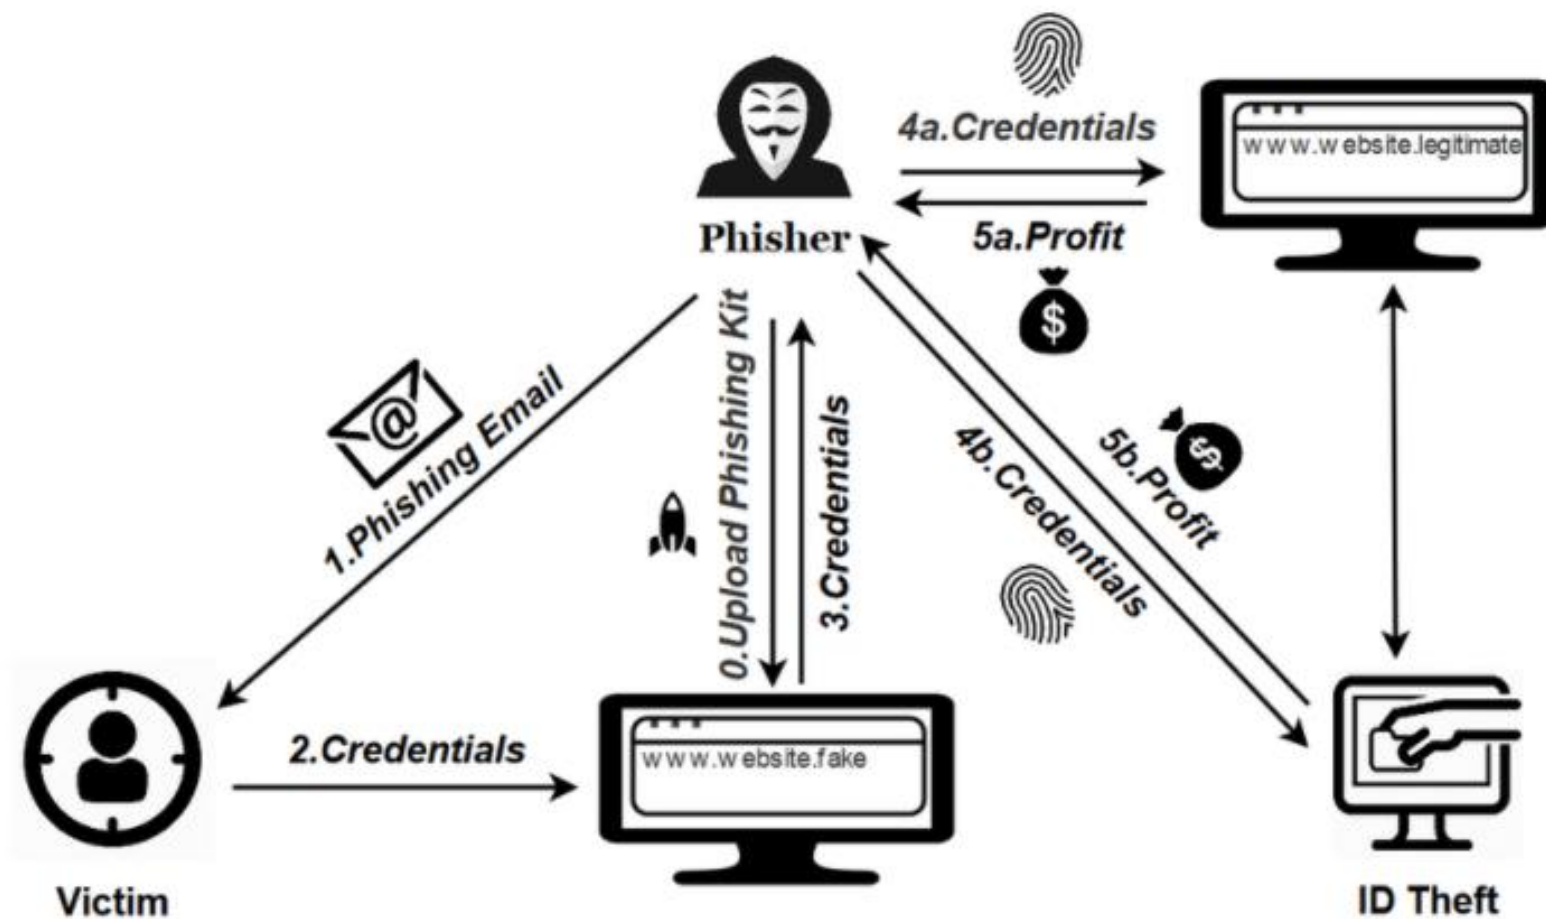 4a.Credentials
www.website.legitimate
Phisher
5a.Profit
$
@
1.Phishing Email
0.Upload Phishing Kit
3.Credentials
4b.Credentials
5b.Profit
$
2.Credentials
www.website.fake
Victim
ID Theft